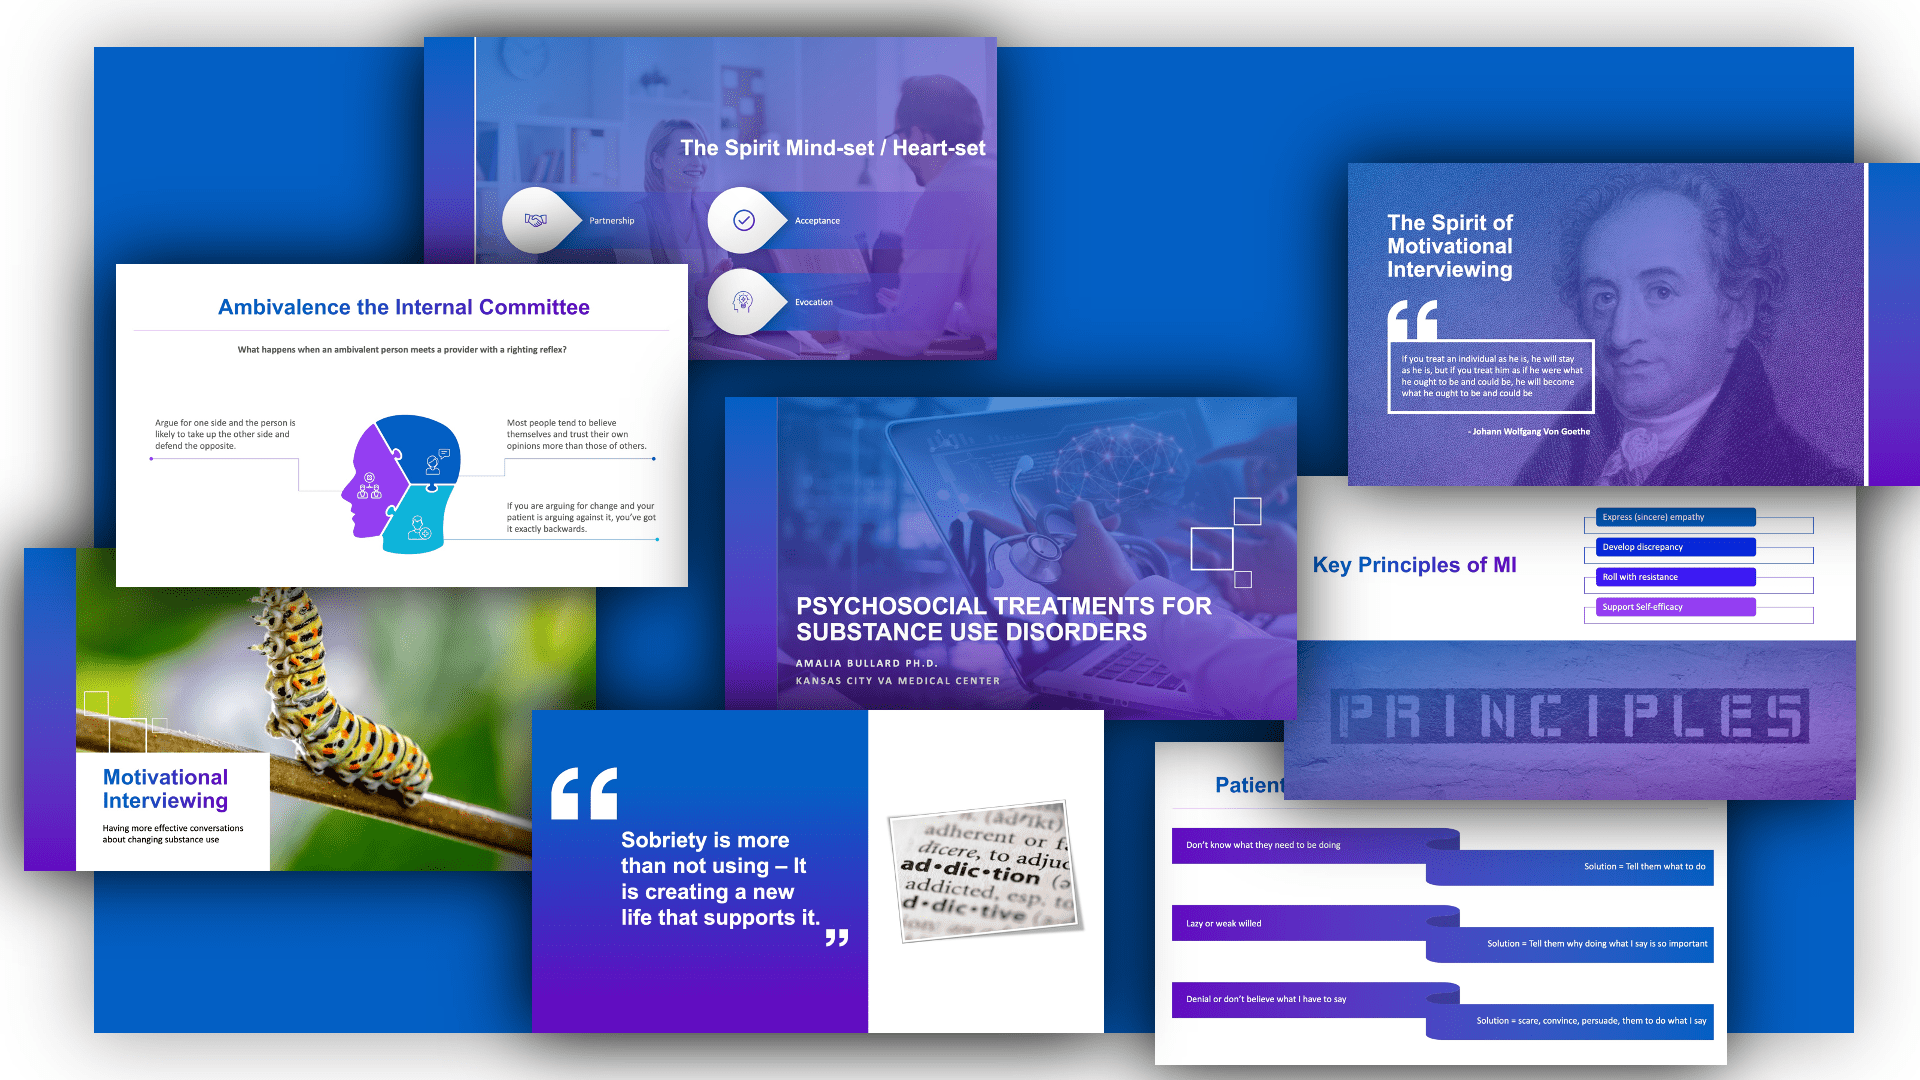 The Spirit Mind-set / Heart-set
Partnership
Acceptance
Evocation
The Spirit of
Motivational
Interviewing
“
If you treat an individual as he is, he will stay
as he is, but if you treat him as if he were what
he ought to be and could be, he will become
what he ought to be and could be
- Johann Wolfgang Von Goethe
Ambivalence the Internal Committee
What happens when an ambivalent person meets a provider with a righting reflex?
Argue for one side and the person is
likely to take up the other side and
defend the opposite.
Most people tend to believe
themselves and trust their own
opinions more than those of others.
If you are arguing for change and your
patient is arguing against it, you’ve got
it exactly backwards.
PSYCHOSOCIAL TREATMENTS FOR
SUBSTANCE USE DISORDERS
AMALIA BULLARD PH.D.
KANSAS CITY VA MEDICAL CENTER
Key Principles of MI
Express (sincere) empathy
Develop discrepancy
Roll with resistance
Support Self-efficacy
PRINCIPLES
Motivational
Interviewing
Having more effective conversations
about changing substance use
“
Sobriety is more
than not using – It
is creating a new
life that supports it.
”
adherent or
dicere, to adjuc
ad•dic•tion
addicted, esp. to
d•dic•tive
Patient
Don’t know what they need to be doing
Solution = Tell them what to do
Lazy or weak willed
Solution = Tell them why doing what I say is so important
Denial or don’t believe what I have to say
Solution = scare, convince, persuade, them to do what I say